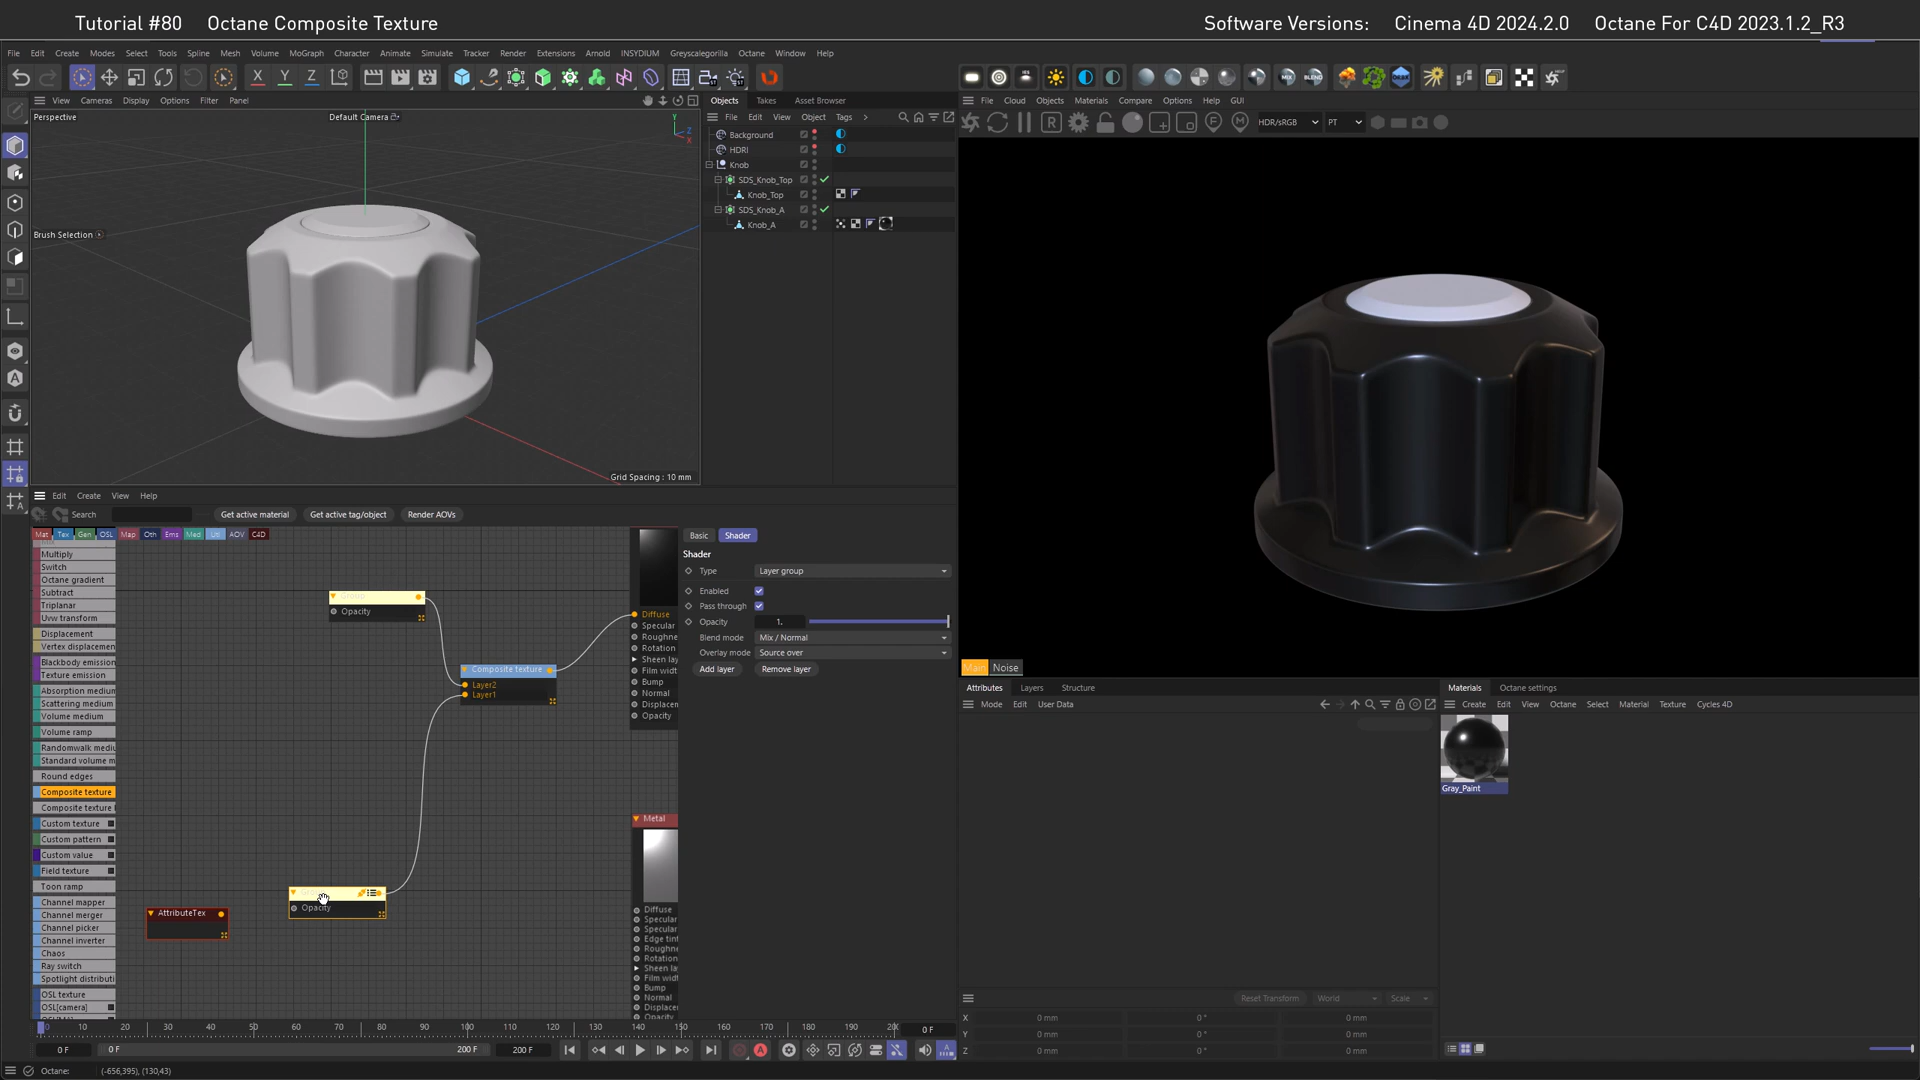 Tutorial #80 Octane Composite Texture
Software Versions: Cinema 4D 2024.2.0 Octane For C4D 2023.1.2_R3
File Edit Create Modes Select Tools Spline Mesh Volume MoGraph Character Animate Simulate Tracker Render Extensions Arnold INSYDIUM Greyscalegorilla Octane Window Help
View Cameras Display Options Filter Panel
Perspective
Default Camera
Brush Selection
Grid Spacing : 10 mm
Objects Takes Asset Browser
File Edit View Object Tags
Background
HDRI
Knob
SDS_Knob_Top
Knob_Top
SDS_Knob_A
Knob_A
File Cloud Objects Materials Compare Options Help GUI
HDR/sRGB PT
Main Noise
Edit Create View Help
Search Get active material Get active tag/object Render AOVs
Mat Tex Gen OSL Map Oth Ems Med Uti AOV C4D
Multiply
Switch
Octane gradient
Subtract
Triplanar
Uvw transform
Displacement
Vertex displacemen
Blackbody emission
Texture emission
Absorption medium
Scattering medium
Volume medium
Volume ramp
Randomwalk mediu
Standard volume m
Round edges
Composite texture
Composite texture l
Custom texture
Custom pattern
Custom value
Field texture
Toon ramp
Channel mapper
Channel merger
Channel picker
Channel inverter
Chaos
Ray switch
Spotlight distributi
OSL texture
OSL[camera]
Group
Opacity
Composite texture
Layer2
Layer1
AttributeTex
Opacity
Diffuse
Specular
Roughne
Rotation
Sheen lay
Film widt
Bump
Normal
Displacem
Opacity
Metal
Diffuse
Specular
Specular
Edge tint
Roughne
Rotation
Sheen lay
Film widt
Bump
Normal
Displacem
Opacity
Basic Shader
Shader
Type Layer group
Enabled
Pass through
Opacity 1.
Blend mode Mix / Normal
Overlay mode Source over
Add layer Remove layer
Attributes Layers Structure
Mode Edit User Data
Reset Transform World Scale
X 0 mm 0 ° 0 mm
Y 0 mm 0 ° 0 mm
Z 0 mm 0 ° 0 mm
Materials Octane settings
Create Edit View Octane Select Material Texture Cycles 4D
Gray_Paint
0 10 20 30 40 50 60 70 80 90 100 110 120 130 140 150 160 170 180 190 20 0 F
0 F 0 F 200 F 200 F
Octane: (-656,395), (130,43)